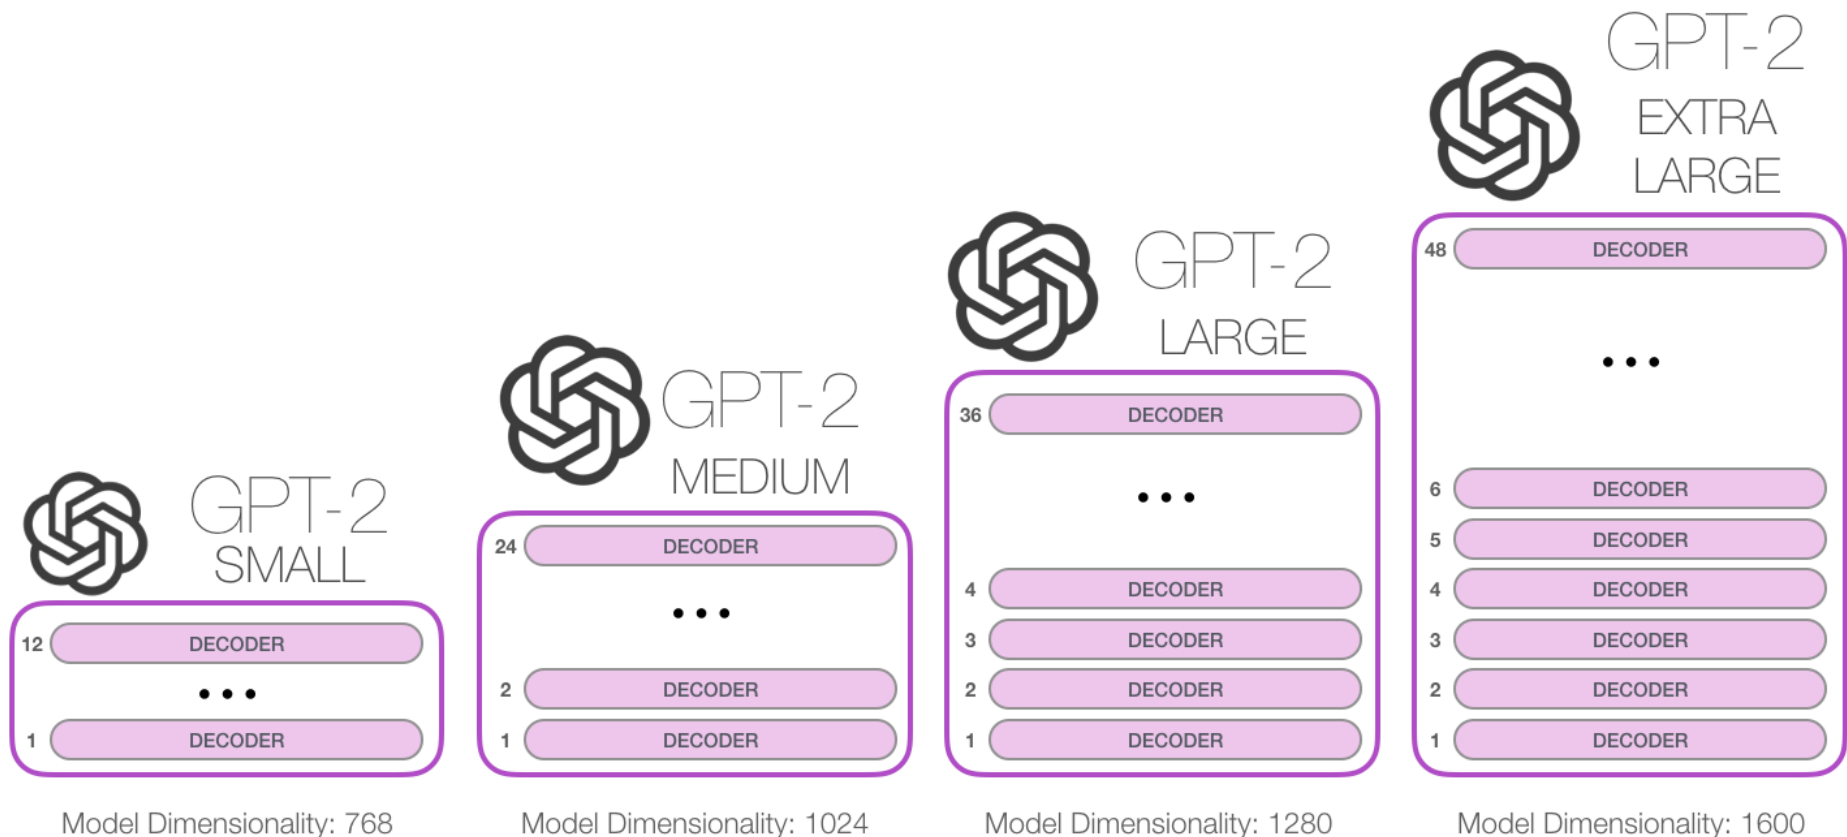 GPT-2
SMALL
12 DECODER
...
1 DECODER
Model Dimensionality: 768
GPT-2
MEDIUM
24 DECODER
...
2 DECODER
1 DECODER
Model Dimensionality: 1024
GPT-2
LARGE
36 DECODER
...
4 DECODER
3 DECODER
2 DECODER
1 DECODER
Model Dimensionality: 1280
GPT-2
EXTRA
LARGE
48 DECODER
...
6 DECODER
5 DECODER
4 DECODER
3 DECODER
2 DECODER
1 DECODER
Model Dimensionality: 1600